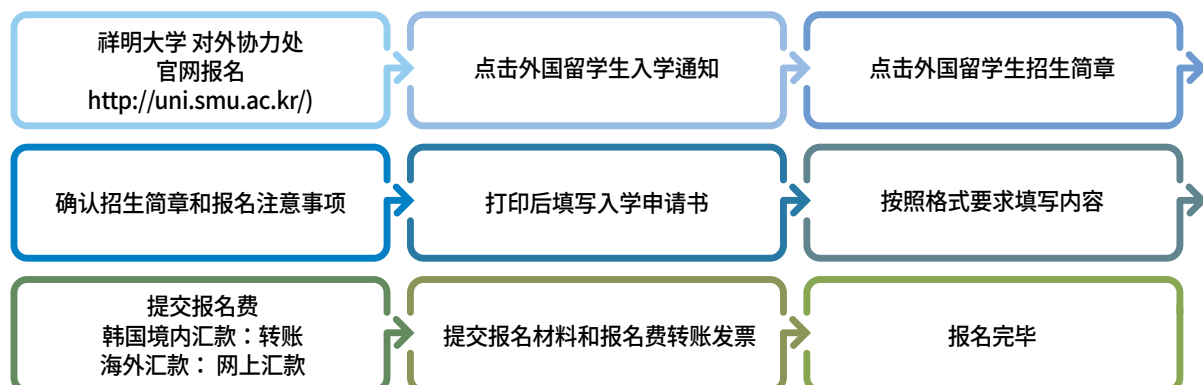 祥明大学 对外协力处
官网报名
http://uni.smu.ac.kr/)
点击外国留学生入学通知
点击外国留学生招生简章
确认招生简章和报名注意事项
打印后填写入学申请书
按照格式要求填写内容
提交报名费
韩国境内汇款：转账
海外汇款： 网上汇款
提交报名材料和报名费转账发票
报名完毕